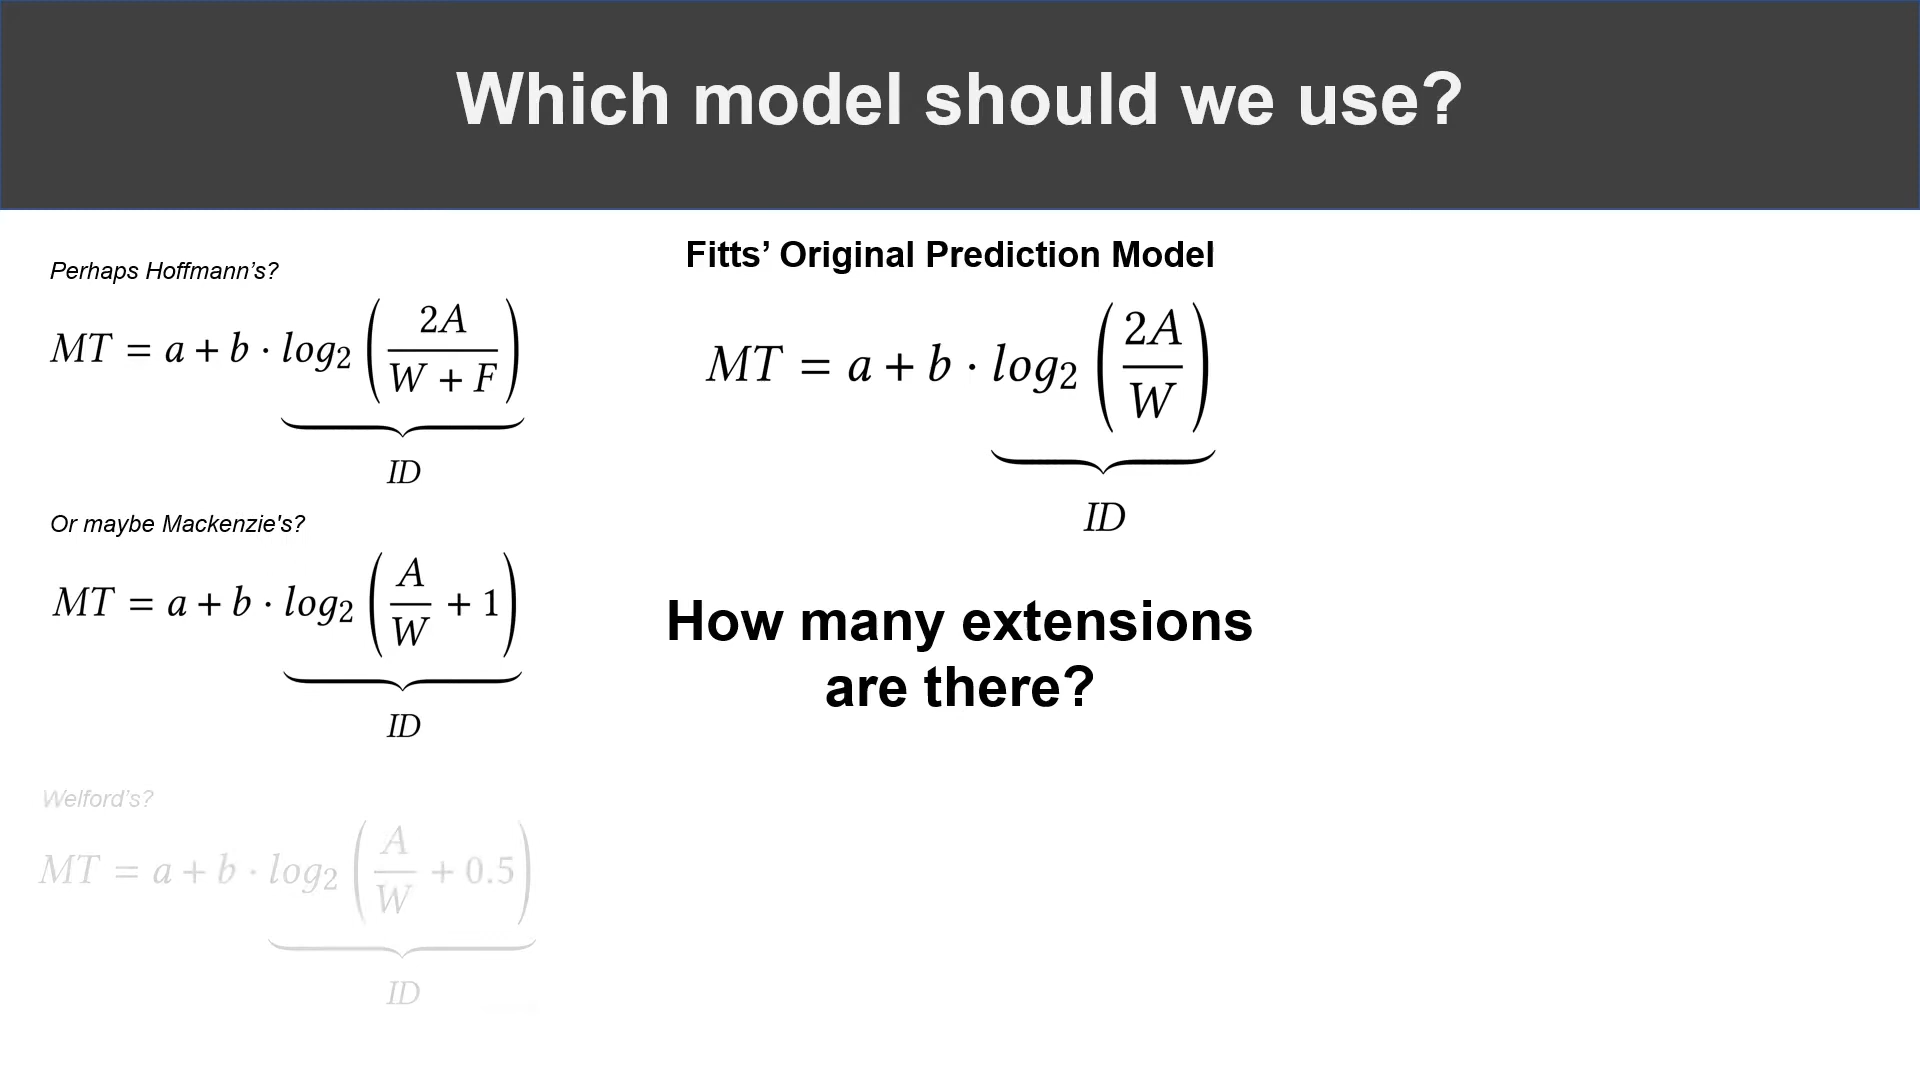 Which model should we use?
Perhaps Hoffmann’s?
MT = a + b · log₂ (2A / W + F)
ID
Or maybe Mackenzie's?
MT = a + b · log₂ (A / W + 1)
ID
Welford’s?
MT = a + b · log₂ (A / W + 0.5)
ID
Fitts’ Original Prediction Model
MT = a + b · log₂ (2A / W)
ID
How many extensions
are there?